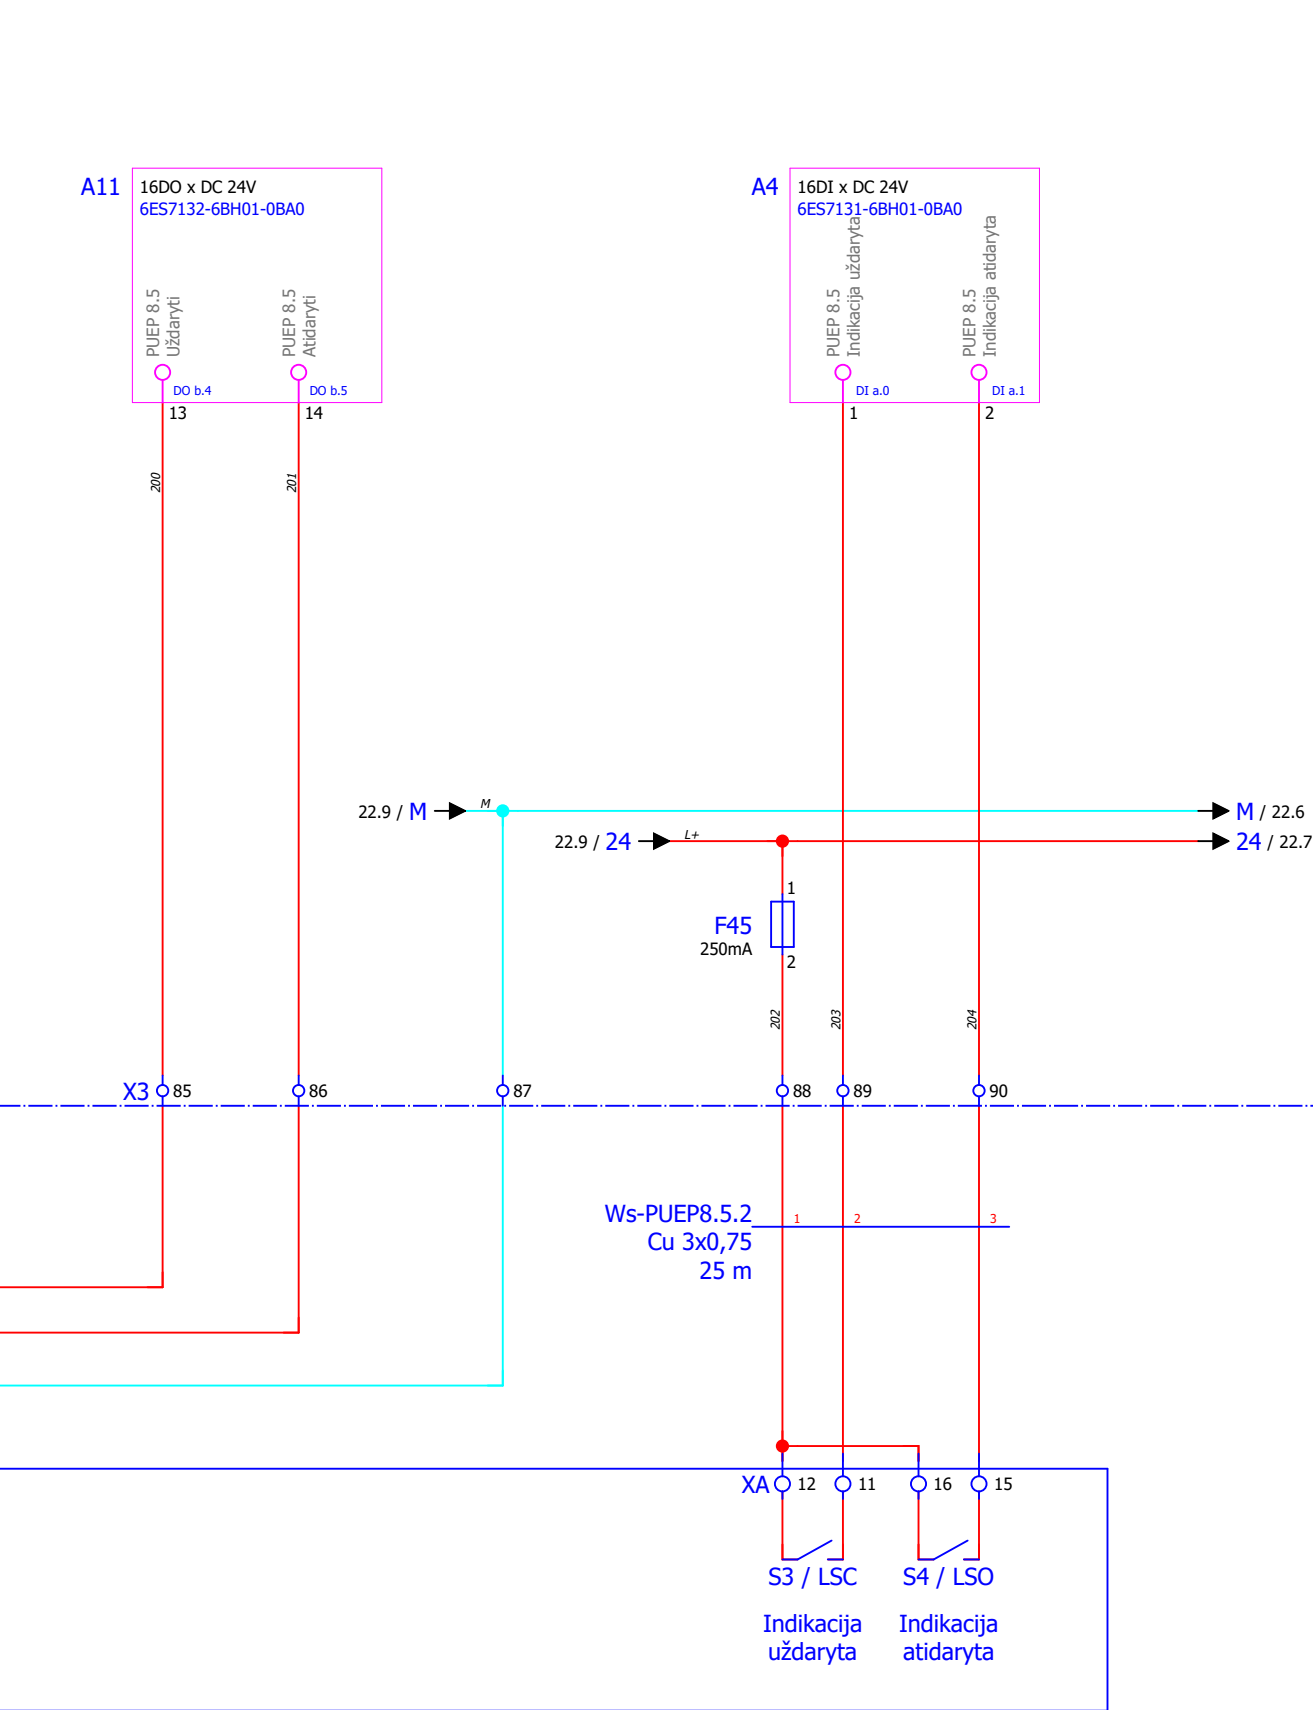 A11
16DO x DC 24V
6ES7132-6BH01-0BA0
PUEP 8.5
Uždaryti
PUEP 8.5
Atidaryti
DO b.4
DO b.5
13
14
200
201
A4
16DI x DC 24V
6ES7131-6BH01-0BA0
PUEP 8.5
Indikacija uždaryta
PUEP 8.5
Indikacija atidaryta
DI a.0
DI a.1
1
2
22.9 / M
M
M / 22.6
22.9 / 24
L+
24 / 22.7
1
F45
250mA
2
202
203
204
X3
85
86
87
88
89
90
Ws-PUEP8.5.2
1
2
3
Cu 3x0,75
25 m
XA
12
11
16
15
S3 / LSC
S4 / LSO
Indikacija
uždaryta
Indikacija
atidaryta